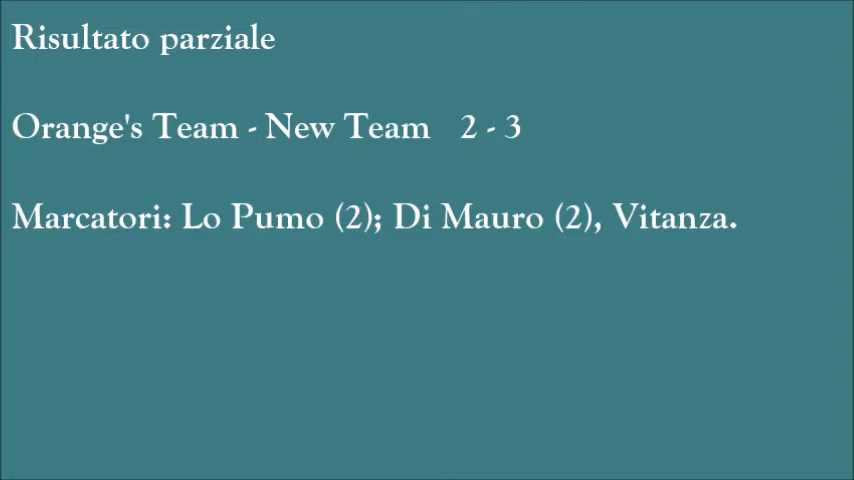 Risultato parziale
Orange's Team - New Team 2 - 3
Marcatori: Lo Pumo (2); Di Mauro (2), Vitanza.